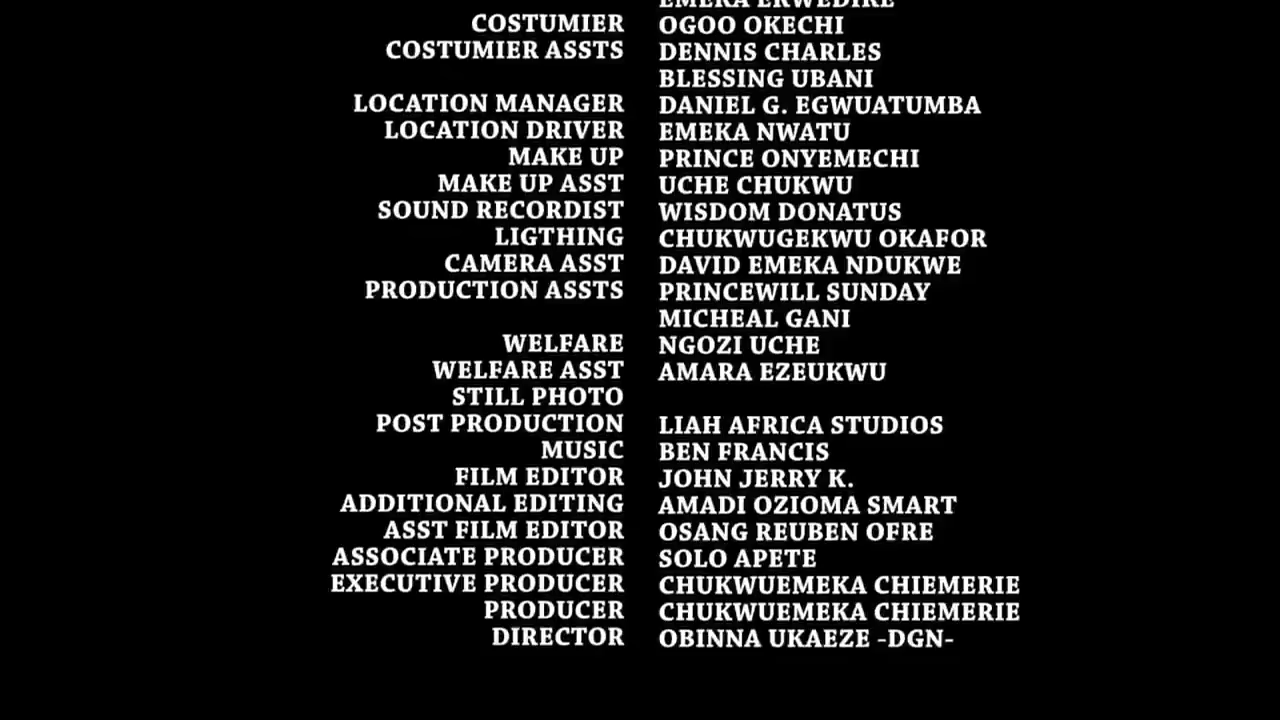 EMEKA EKWEDIRE
COSTUMIER OGOO OKECHI
COSTUMIER ASSTS DENNIS CHARLES
BLESSING UBANI
LOCATION MANAGER DANIEL G. EGWUATUMBA
LOCATION DRIVER EMEKA NWATU
MAKE UP PRINCE ONYEMECHI
MAKE UP ASST UCHE CHUKWU
SOUND RECORDIST WISDOM DONATUS
LIGTHING CHUKWUGEKWU OKAFOR
CAMERA ASST DAVID EMEKA NDUKWE
PRODUCTION ASSTS PRINCEWILL SUNDAY
MICHEAL GANI
WELFARE NGOZI UCHE
WELFARE ASST AMARA EZEUKWU
STILL PHOTO
POST PRODUCTION LIAH AFRICA STUDIOS
MUSIC BEN FRANCIS
FILM EDITOR JOHN JERRY K.
ADDITIONAL EDITING AMADI OZIOMA SMART
ASST FILM EDITOR OSANG REUBEN OFRE
ASSOCIATE PRODUCER SOLO APETE
EXECUTIVE PRODUCER CHUKWUEMEKA CHIEMERIE
PRODUCER CHUKWUEMEKA CHIEMERIE
DIRECTOR OBINNA UKAEZE -DGN-